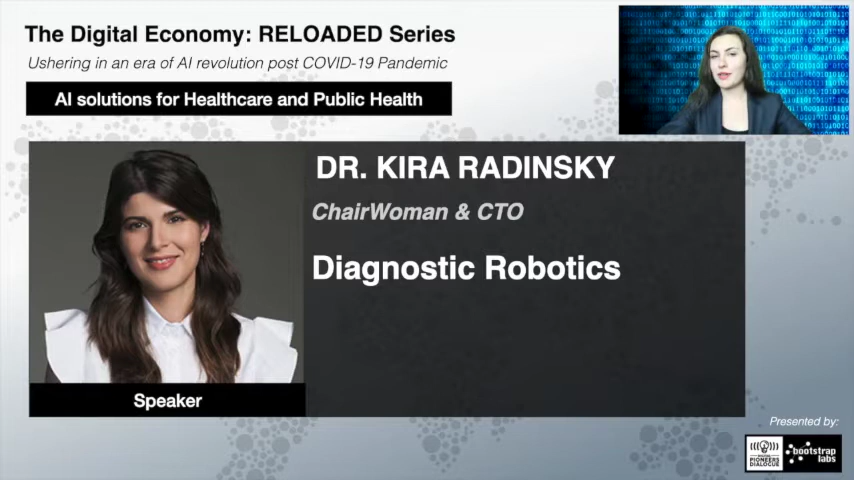 The Digital Economy: RELOADED Series
Ushering in an era of AI revolution post COVID-19 Pandemic
AI solutions for Healthcare and Public Health
DR. KIRA RADINSKY
ChairWoman & CTO
Diagnostic Robotics
Speaker
Presented by:
PIONEERS
DIALOGUE
bootstrap
labs